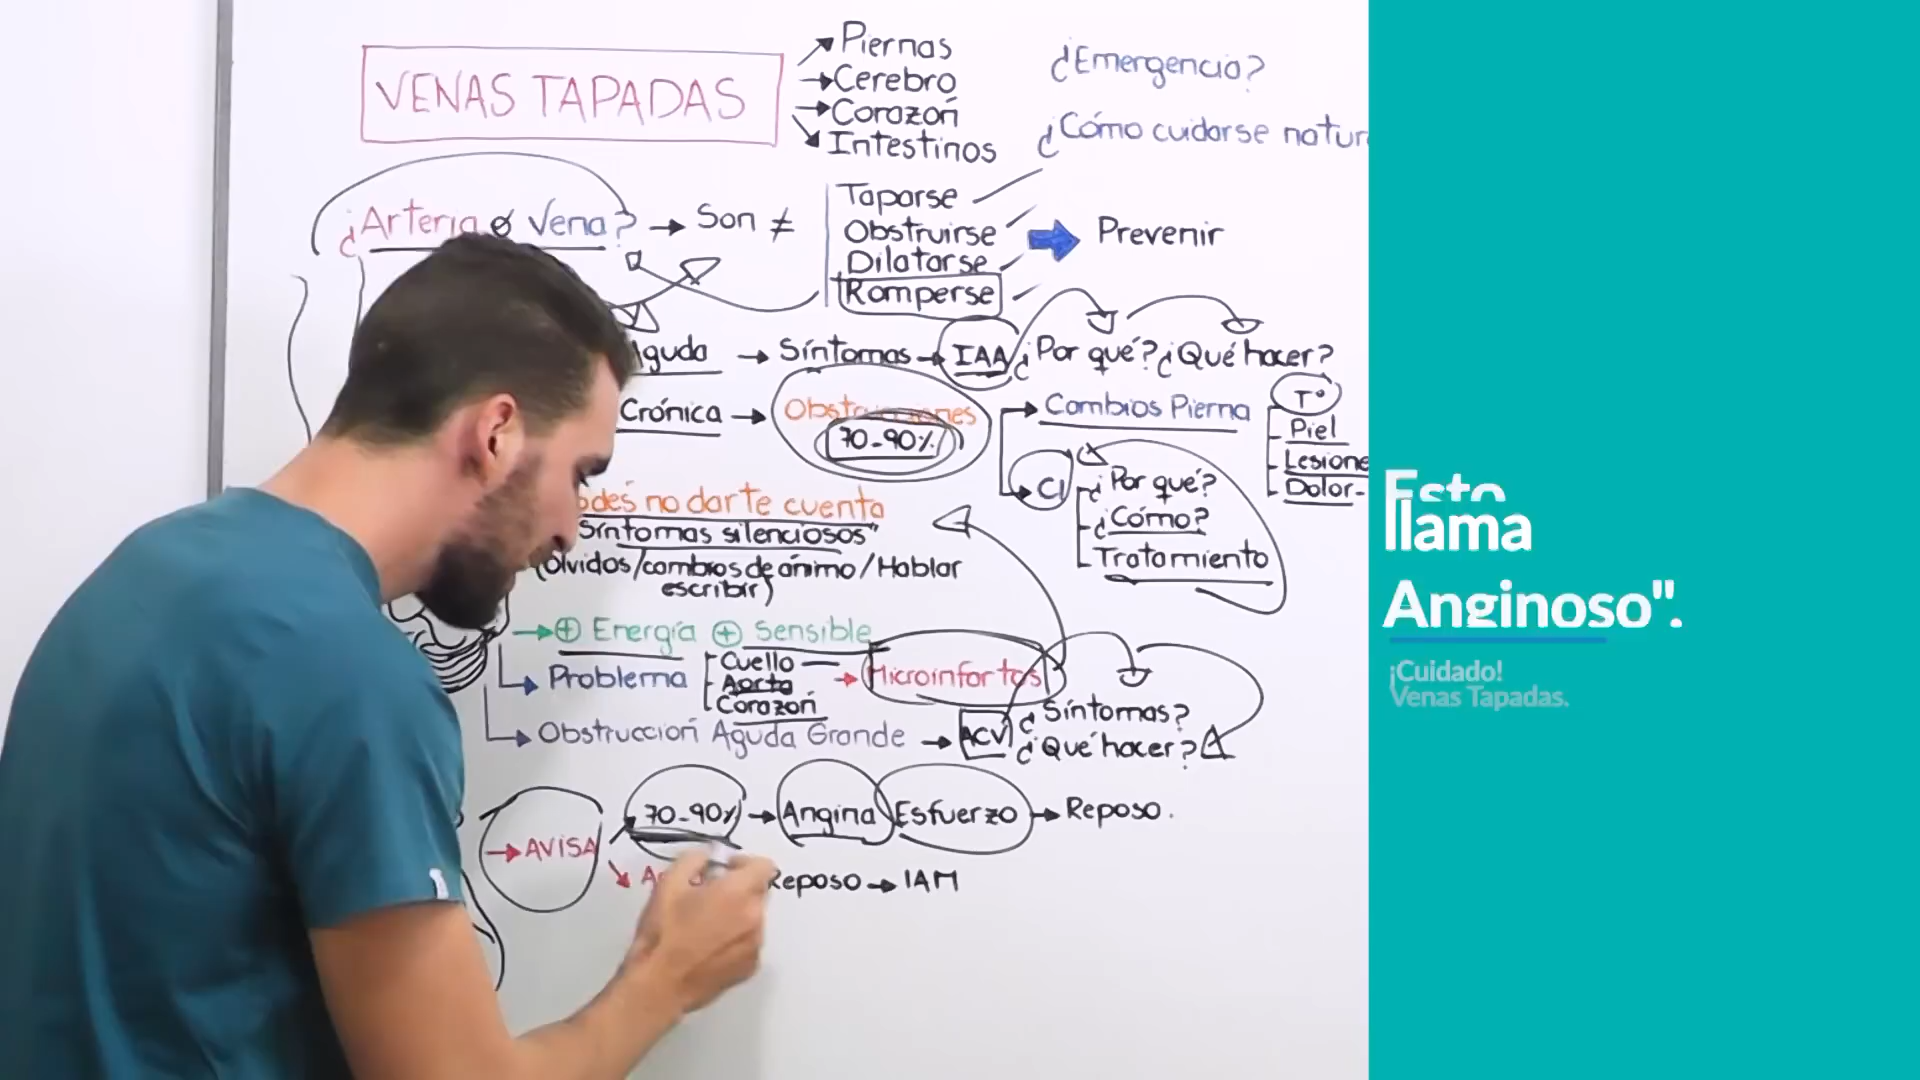 VENAS TAPADAS
Piernas
Cerebro
Corazón
Intestinos
¿Emergencia?
¿Cómo cuidarse
¿Arteria o Vena? → Son ≠
Taparse
Obstruirse
Dilatarse
Romperse
Prevenir
Aguda → Síntomas → IAA ¿Por qué? ¿Qué hacer?
Crónica → Obstrucciones
70-90%
Cambios Pierna
Tº
Piel
Dolor
CI
¿Por qué?
¿Cómo?
Tratamiento
no darte cuenta
Síntomas silenciosos"
(Olvidos/cambios de ánimo/Hablar
escribir)
→ ⊕ Energía ⊕ Sensible
Problema
Cuello
Aorta
Corazón
→ Microinfartos
Obstrucción Aguda Grande → ACV
¿Síntomas?
¿Qué hacer?
→ AVISA
70-90% → Angina Esfuerzo → Reposo.
Reposo → IAM
Esto
llama
Anginoso".
¡Cuidado!
Venas Tapadas.